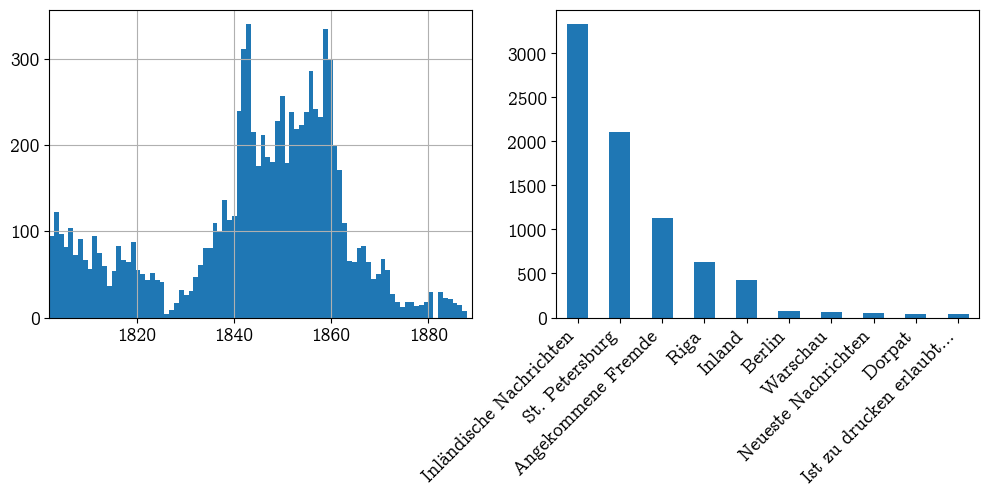 300
200
100
0
1820
1840
1860
1880
3000
2500
2000
1500
1000
500
0
Inländische Nachrichten
St. Petersburg
Angekommene Fremde
Riga
Inland
Berlin
Warschau
Neueste Nachrichten
Dorpat
Ist zu drucken erlaubt...